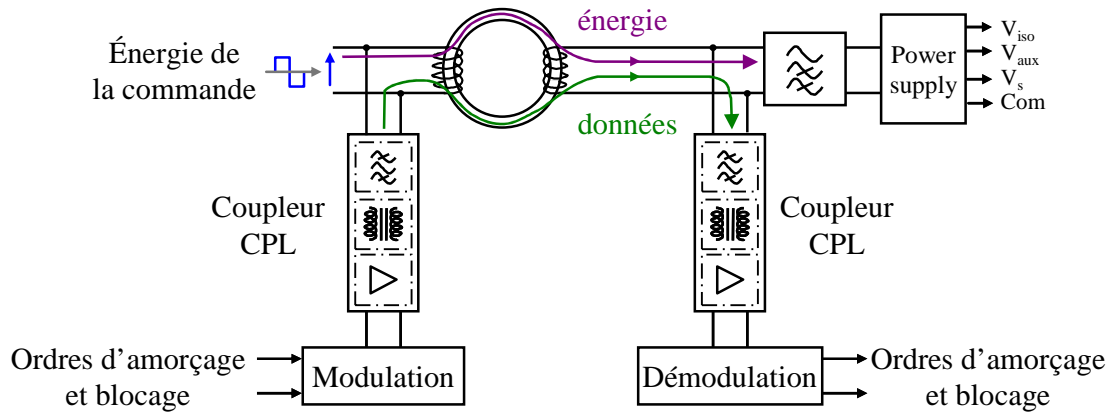 énergie
Énergie de
la commande
données
Power
supply
V_iso
V_aux
V_s
Com
Coupleur
CPL
Coupleur
CPL
Ordres d’amorçage
et blocage
Modulation
Démodulation
Ordres d’amorçage
et blocage